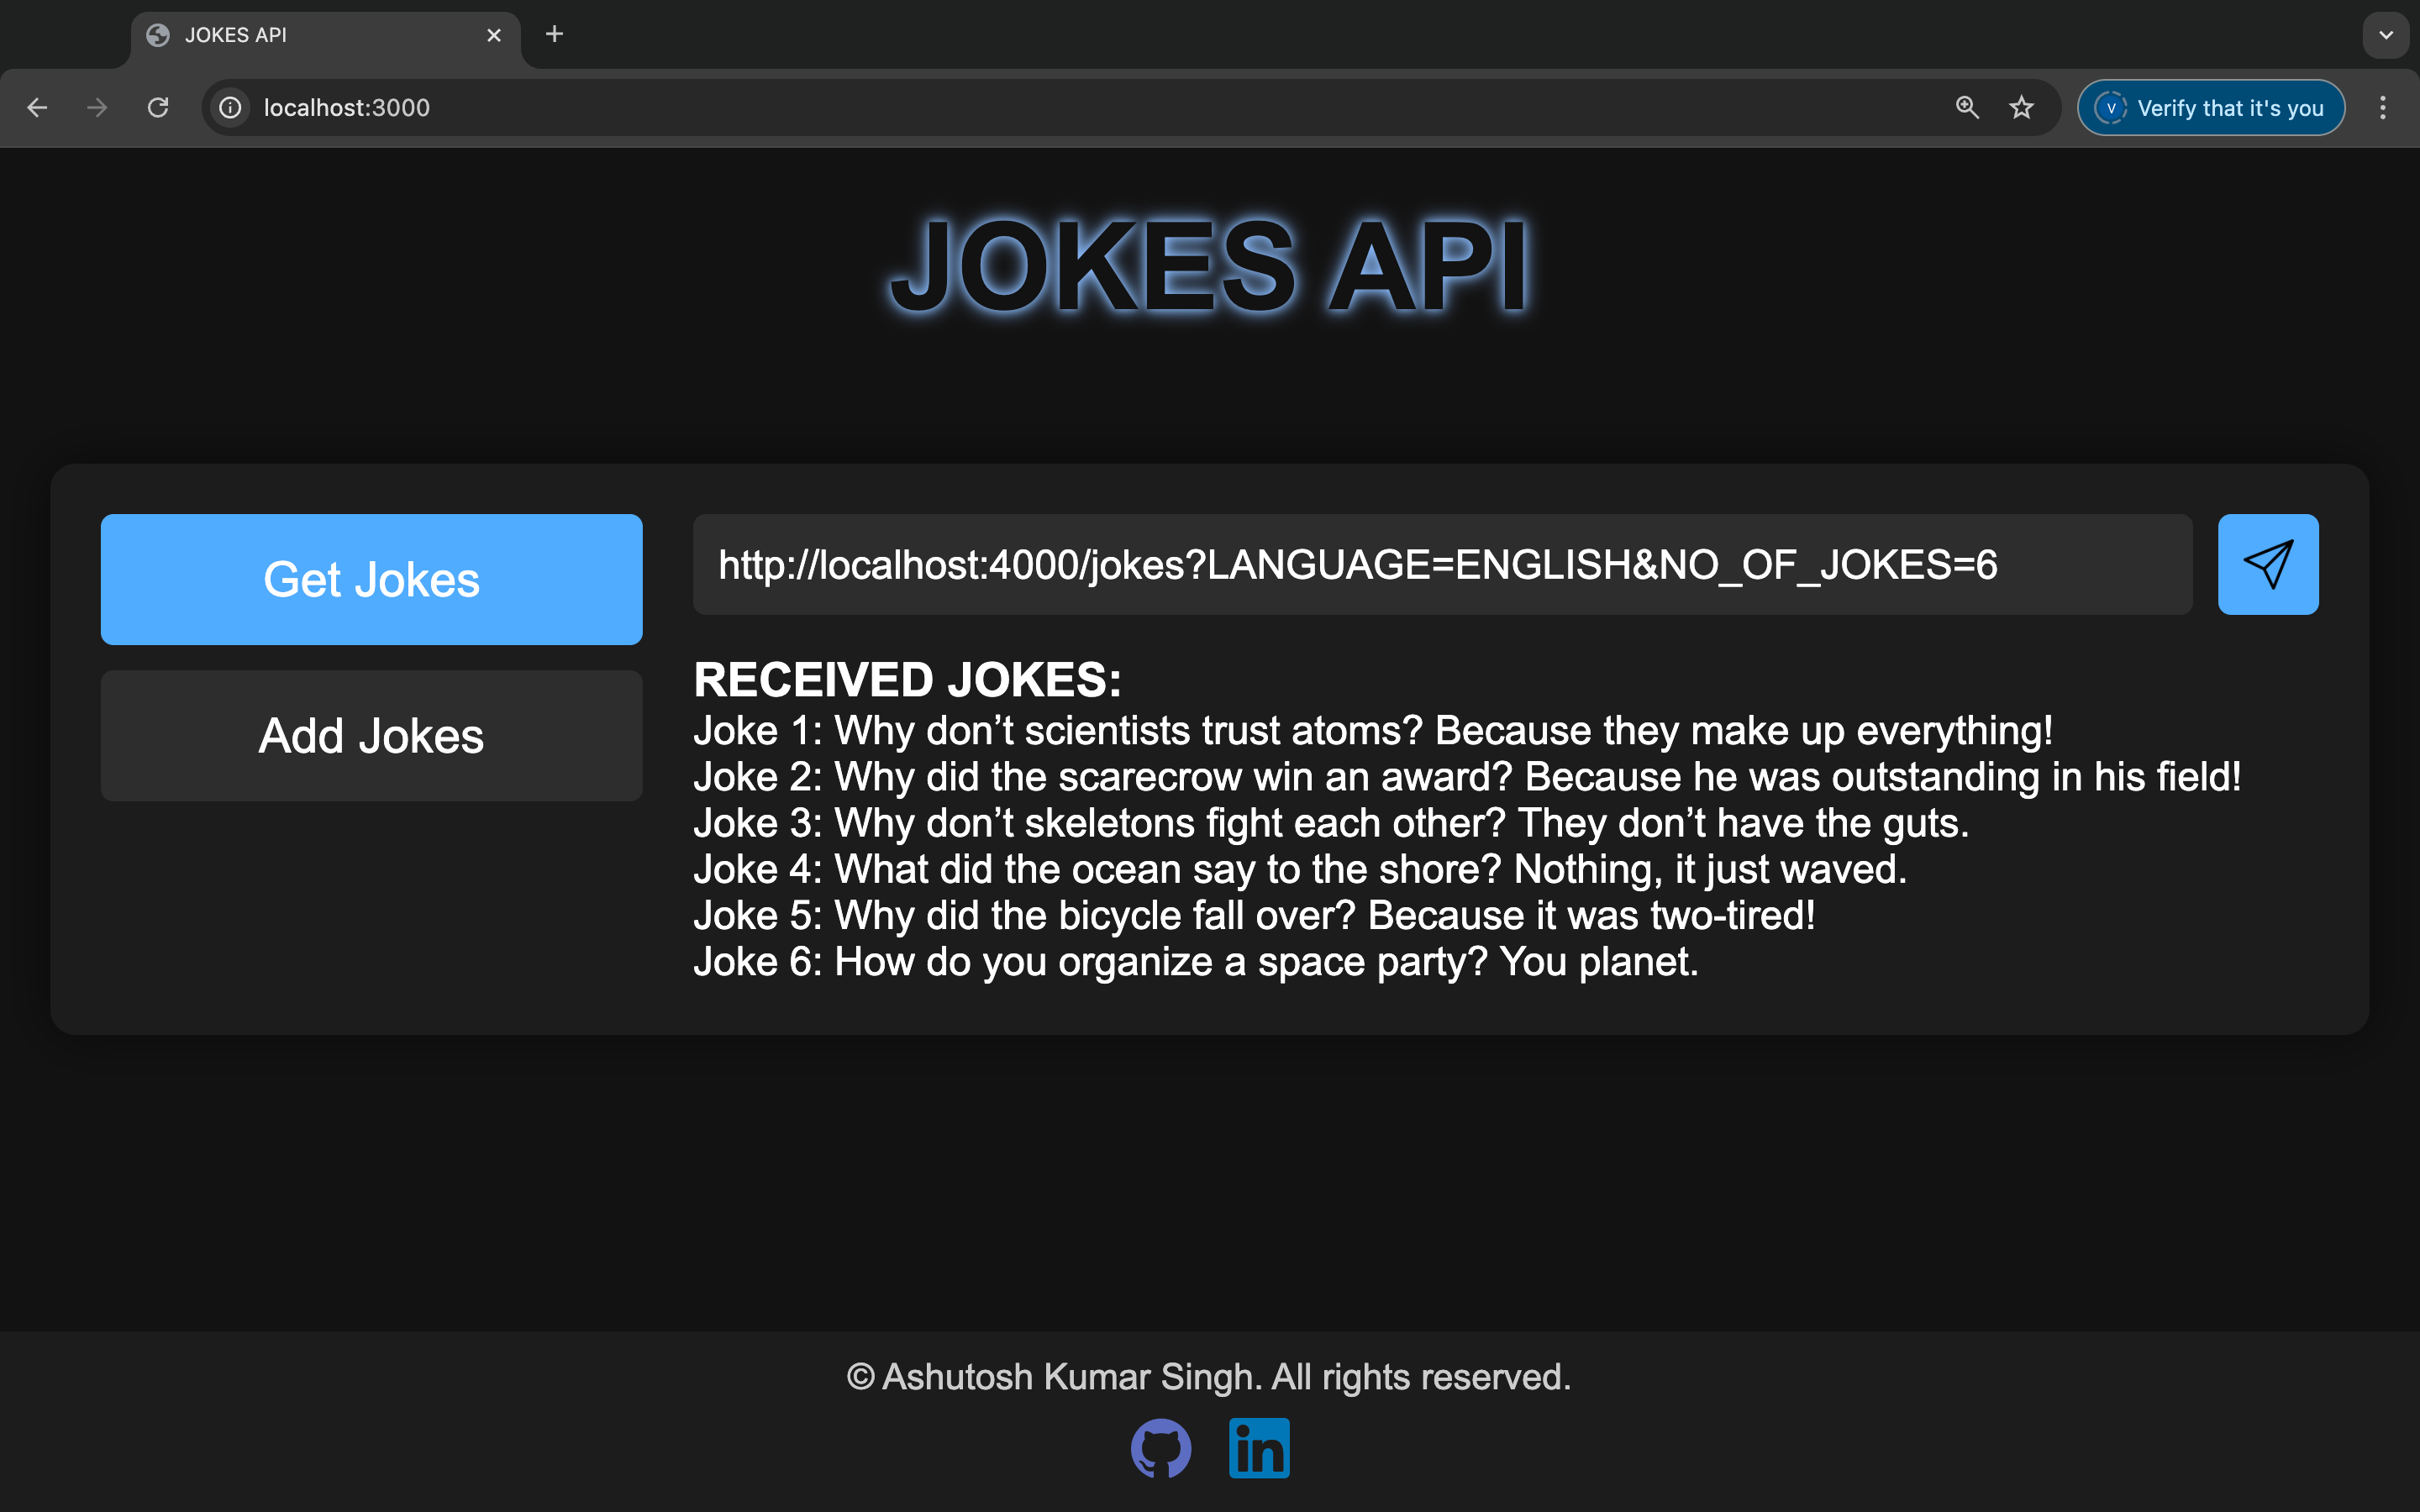 JOKES API
localhost:3000
V Verify that it's you
JOKES API
Get Jokes
Add Jokes
http://localhost:4000/jokes?LANGUAGE=ENGLISH&NO_OF_JOKES=6
RECEIVED JOKES:
Joke 1: Why don’t scientists trust atoms? Because they make up everything!
Joke 2: Why did the scarecrow win an award? Because he was outstanding in his field!
Joke 3: Why don’t skeletons fight each other? They don’t have the guts.
Joke 4: What did the ocean say to the shore? Nothing, it just waved.
Joke 5: Why did the bicycle fall over? Because it was two-tired!
Joke 6: How do you organize a space party? You planet.
© Ashutosh Kumar Singh. All rights reserved.
in